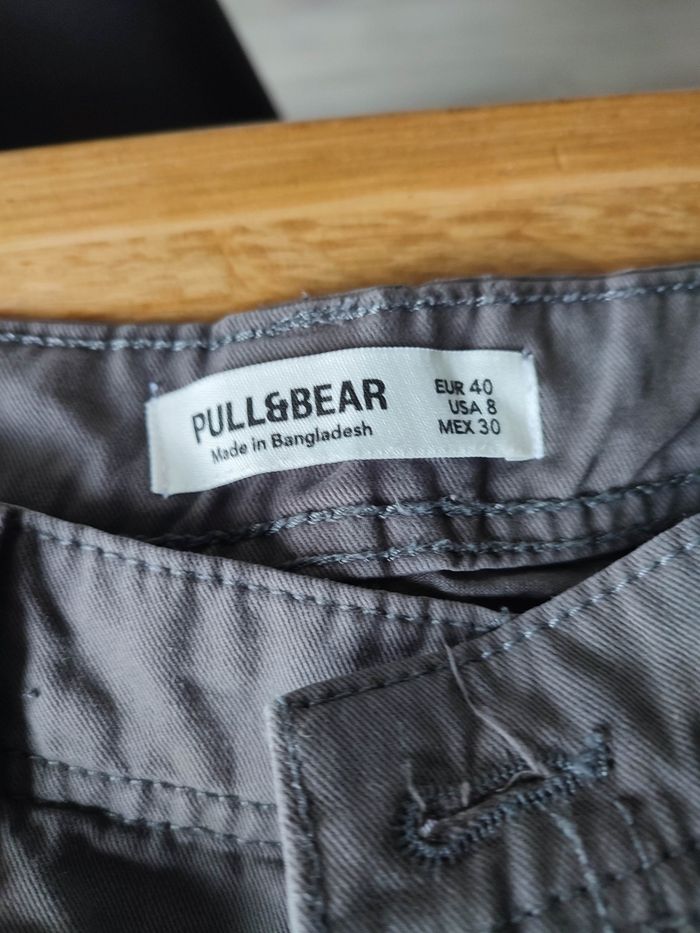 PULL&BEAR
Made in Bangladesh
EUR 40
USA 8
MEX 30